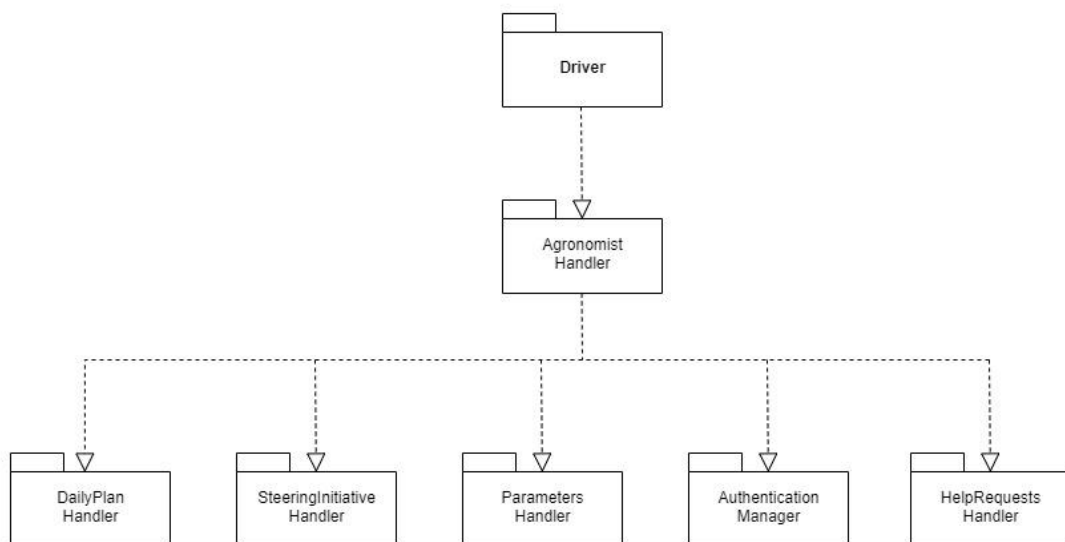 Driver
Agronomist
Handler
DailyPlan
Handler
SteeringInitiative
Handler
Parameters
Handler
Authentication
Manager
HelpRequests
Handler